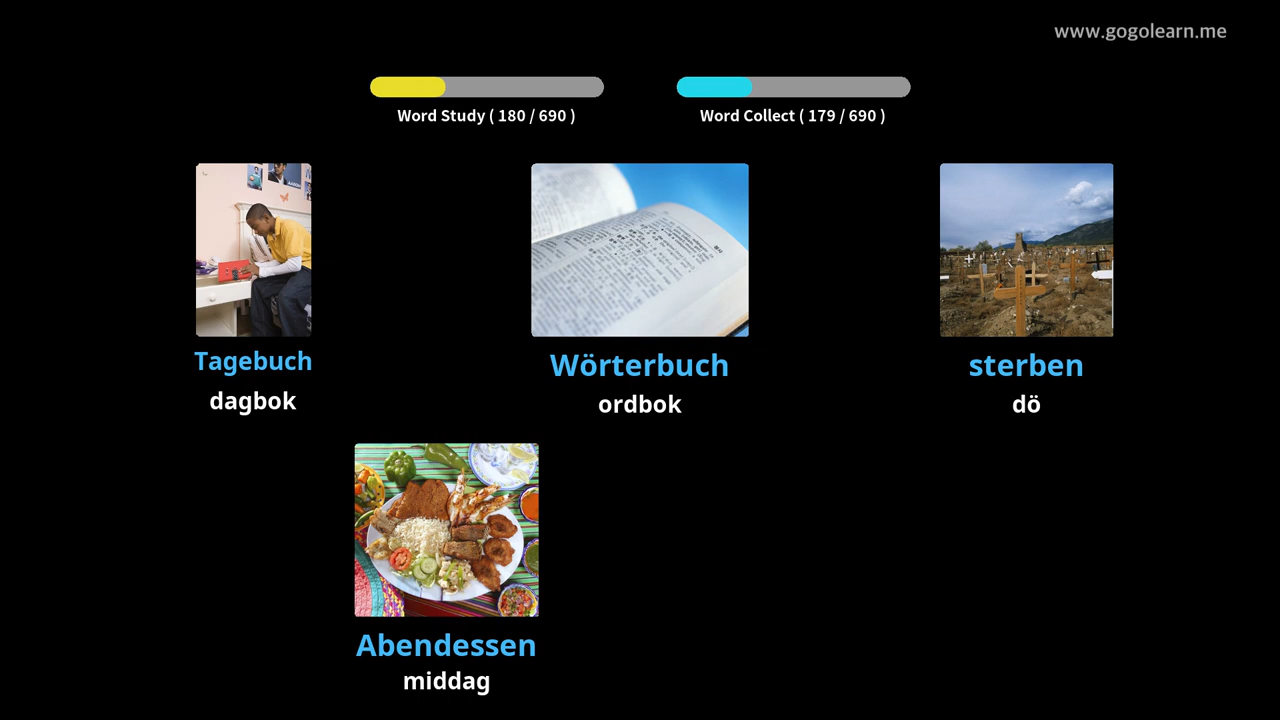 www.gogolearn.me
Word Study ( 180 / 690 )
Word Collect ( 179 / 690 )
Tagebuch
dagbok
Wörterbuch
ordbok
sterben
dö
Abendessen
middag